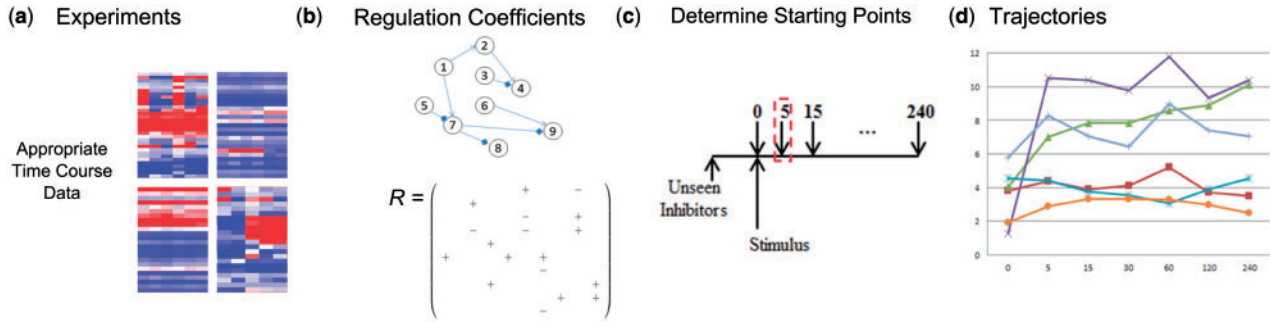 (a) Experiments
Appropriate
Time Course
Data
(b) Regulation Coefficients
1
2
3
4
5
6
7
8
9
R =
+ −
+
− − +
− − +
+
+ + +
−
+ +
+ +
− −
(c) Determine Starting Points
0 5 15 ... 240
Unseen
Inhibitors
Stimulus
(d) Trajectories
12
10
8
6
4
2
0
0 5 15 30 60 120 240